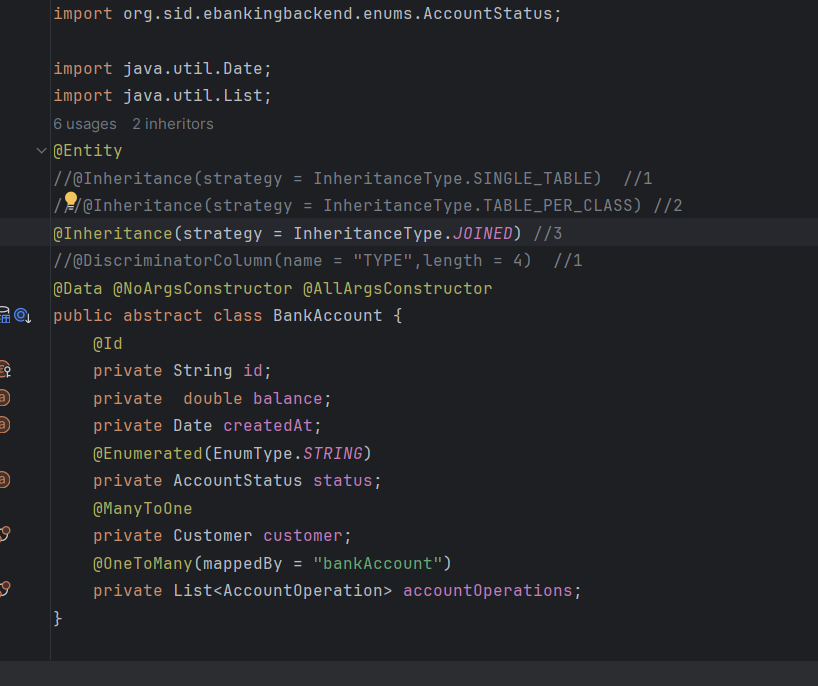 import org.sid.ebankingbackend.enums.AccountStatus;
import java.util.Date;
import java.util.List;
6 usages   2 inheritors
@Entity
//@Inheritance(strategy = InheritanceType.SINGLE_TABLE)  //1
//@Inheritance(strategy = InheritanceType.TABLE_PER_CLASS) //2
@Inheritance(strategy = InheritanceType.JOINED) //3
//@DiscriminatorColumn(name = "TYPE",length = 4)  //1
@Data @NoArgsConstructor @AllArgsConstructor
public abstract class BankAccount {
    @Id
    private String id;
    private  double balance;
    private Date createdAt;
    @Enumerated(EnumType.STRING)
    private AccountStatus status;
    @ManyToOne
    private Customer customer;
    @OneToMany(mappedBy = "bankAccount")
    private List<AccountOperation> accountOperations;
}